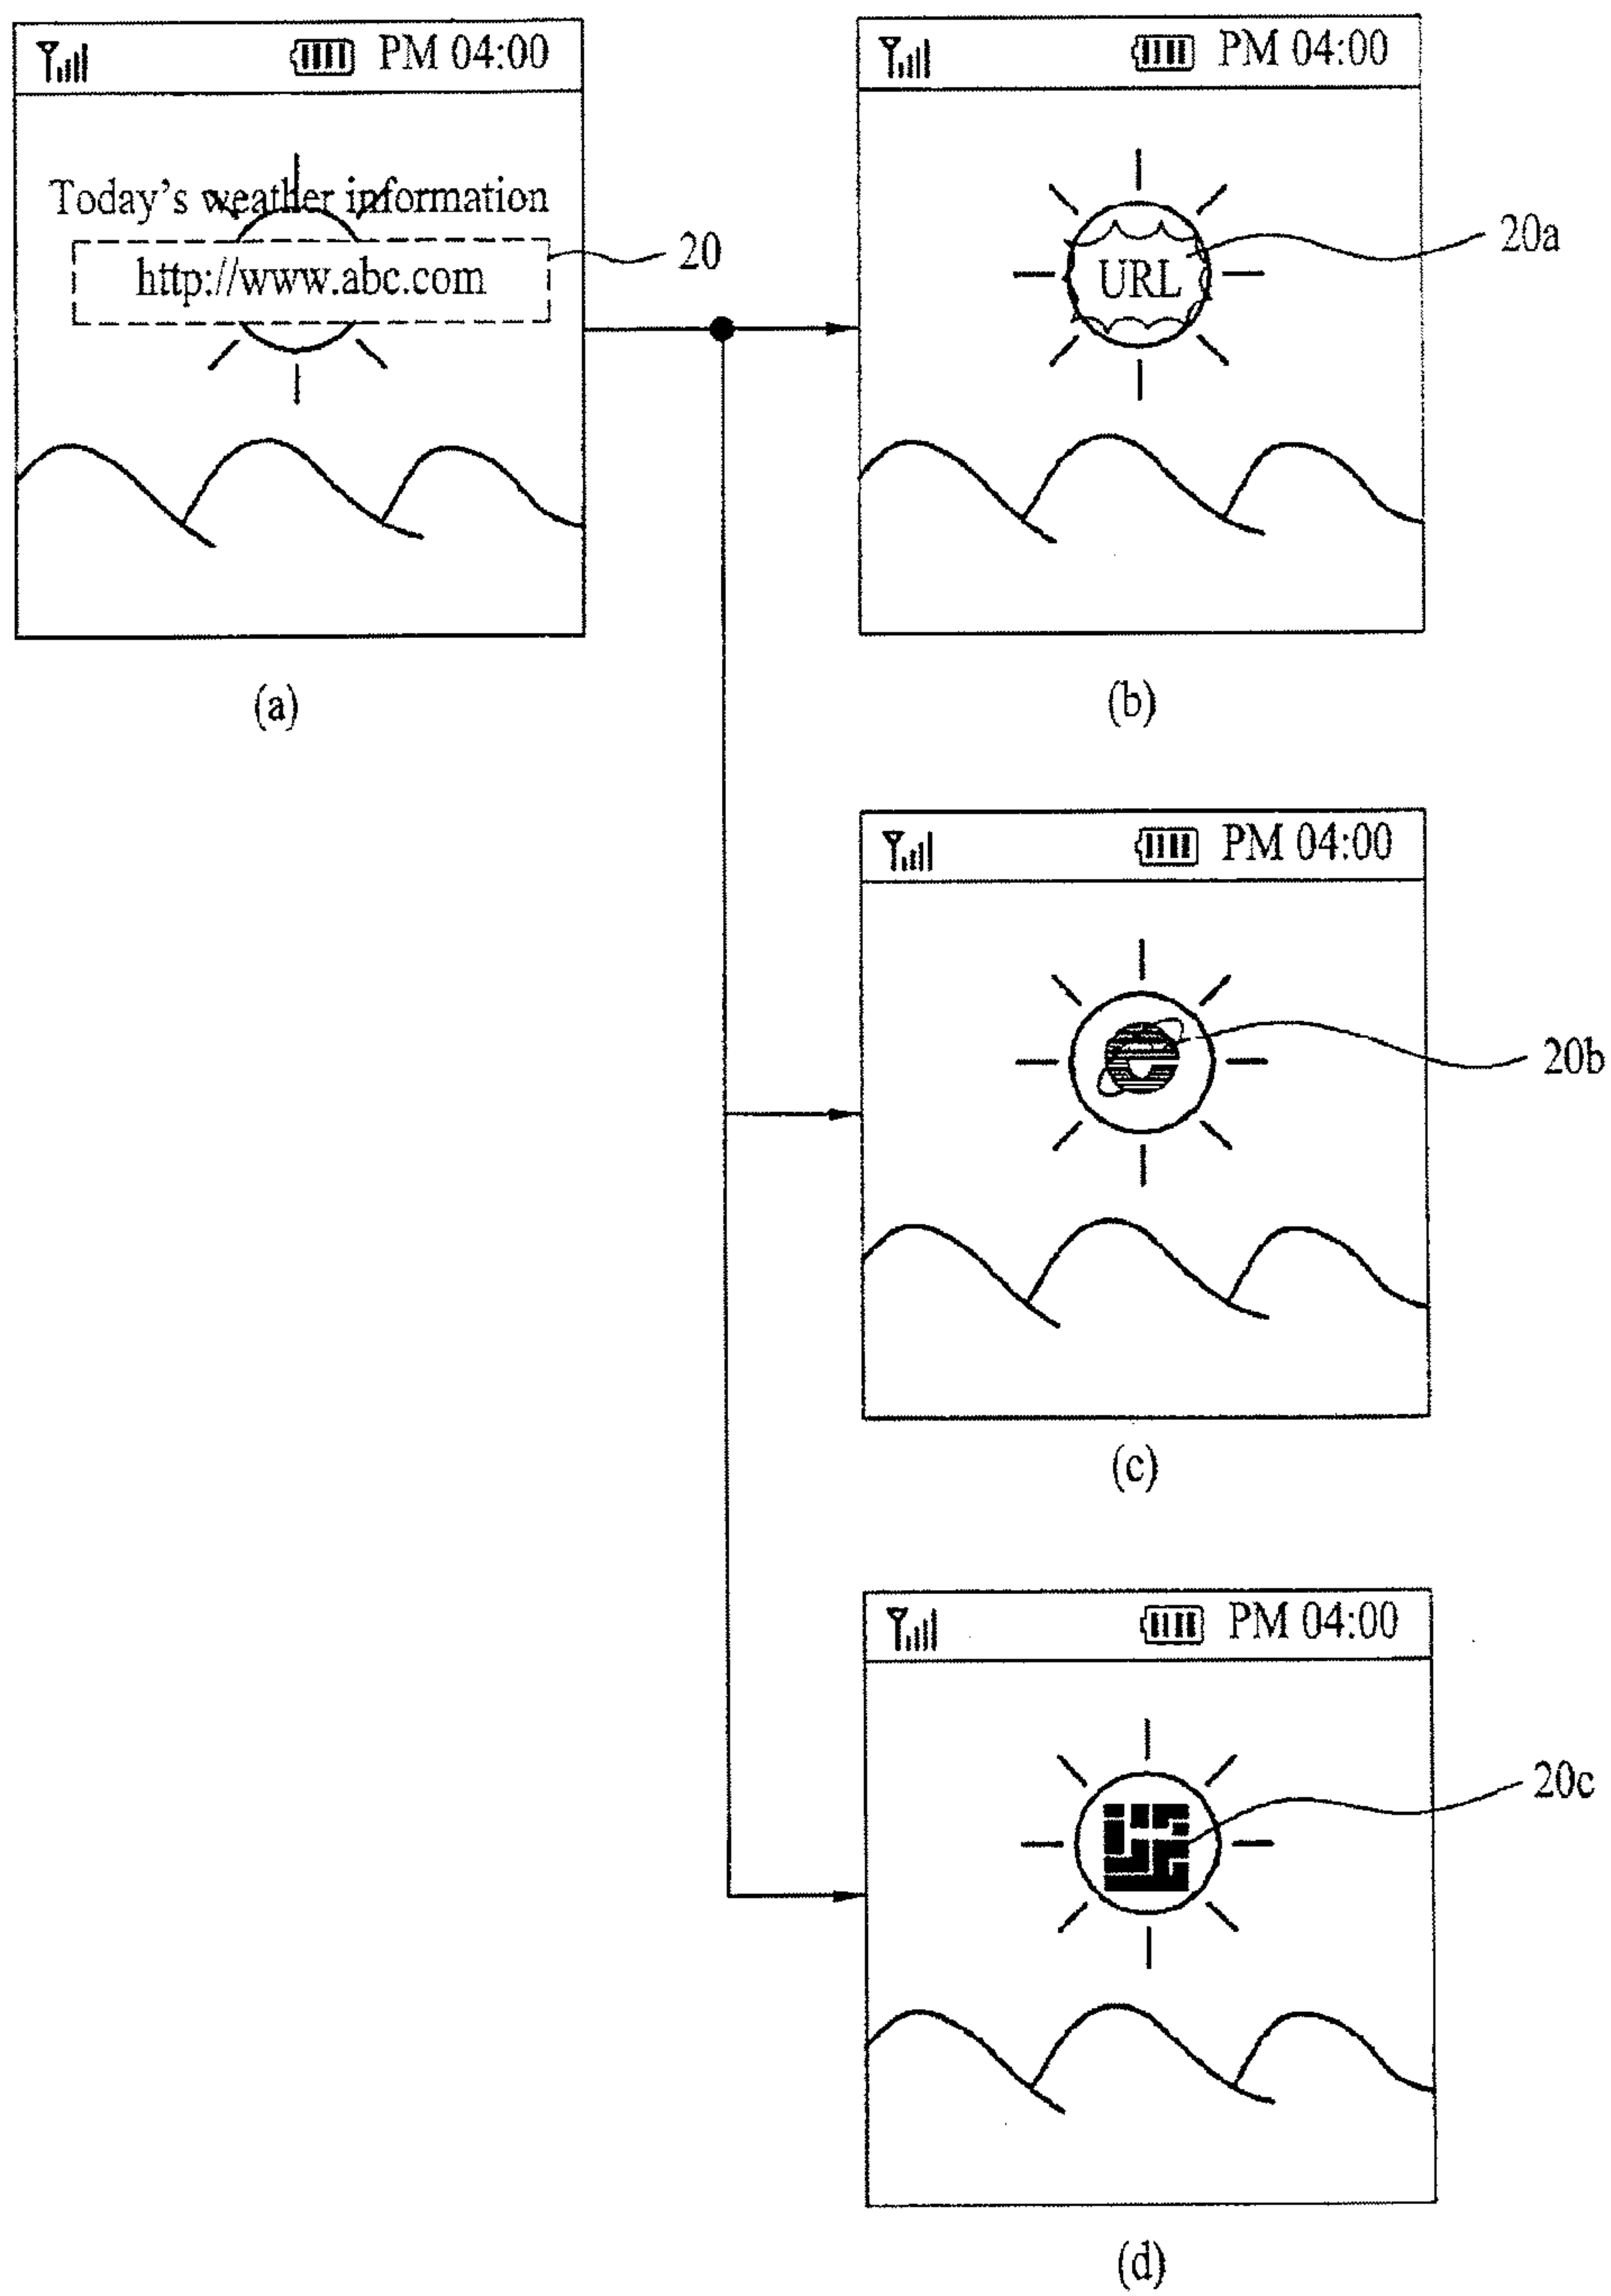 PM 04:00
Today's weather information
http://www.abc.com
20
(a)
PM 04:00
URL
20a
(b)
PM 04:00
20b
(c)
PM 04:00
20c
(d)